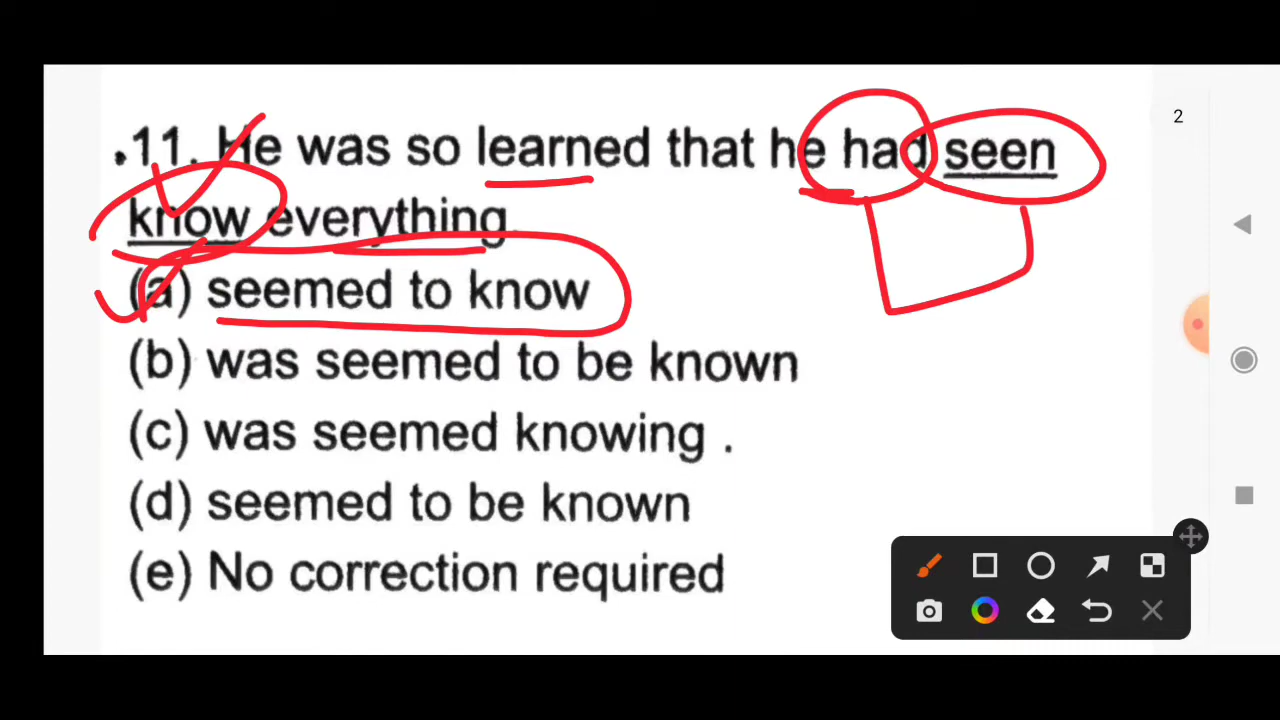 2
.11. He was so learned that he had seen
know everything
(a) seemed to know
(b) was seemed to be known
(c) was seemed knowing .
(d) seemed to be known
(e) No correction required